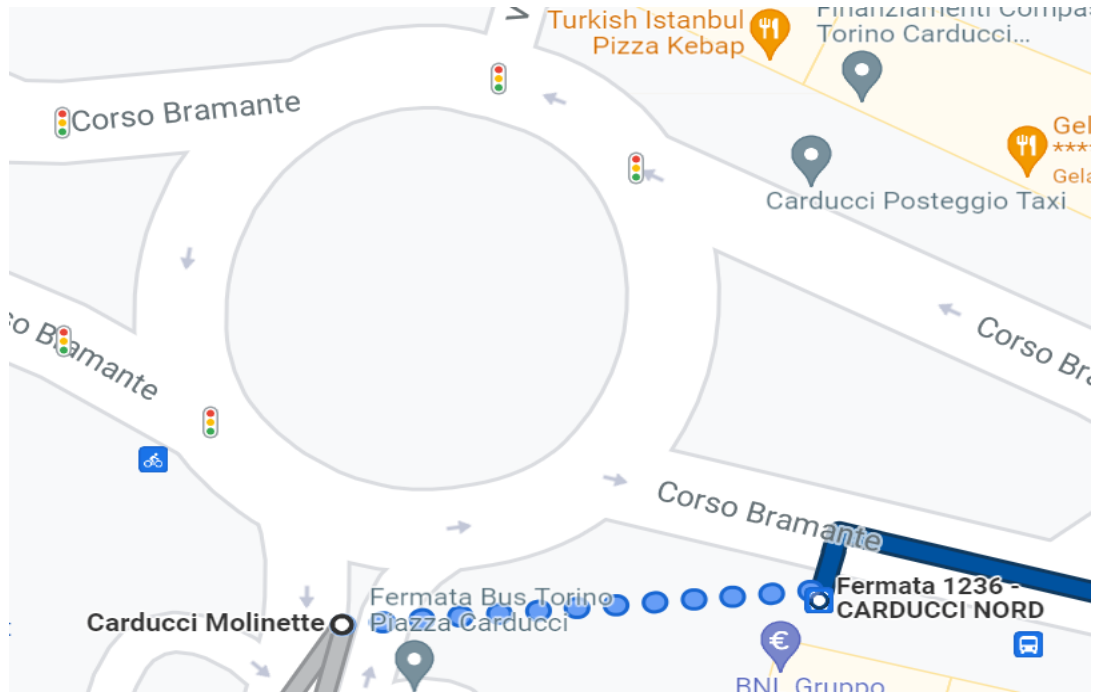 Turkish Istanbul
Pizza Kebap
Finanziamenti Compas
Torino Carducci...
Corso Bramante
Gel
****
Gela
Carducci Posteggio Taxi
so Bramante
Corso Bra
Corso Bramante
Fermata 1236 -
CARDUCCI NORD
Fermata Bus Torino
Piazza Carducci
Carducci Molinette
€
BNL Gruppo